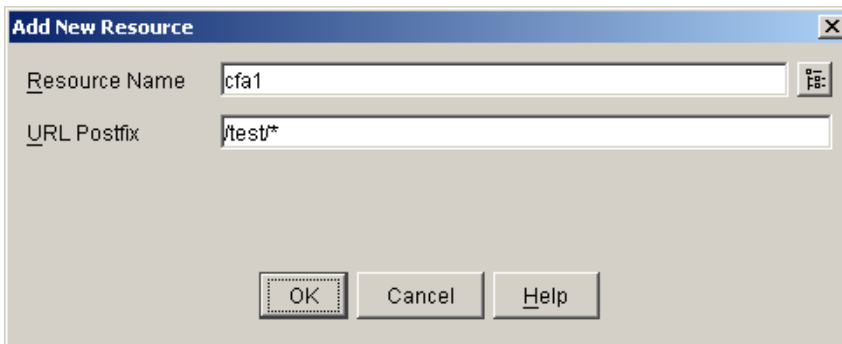 Add New Resource
Resource Name cfa1
URL Postfix /test/*
OK Cancel Help